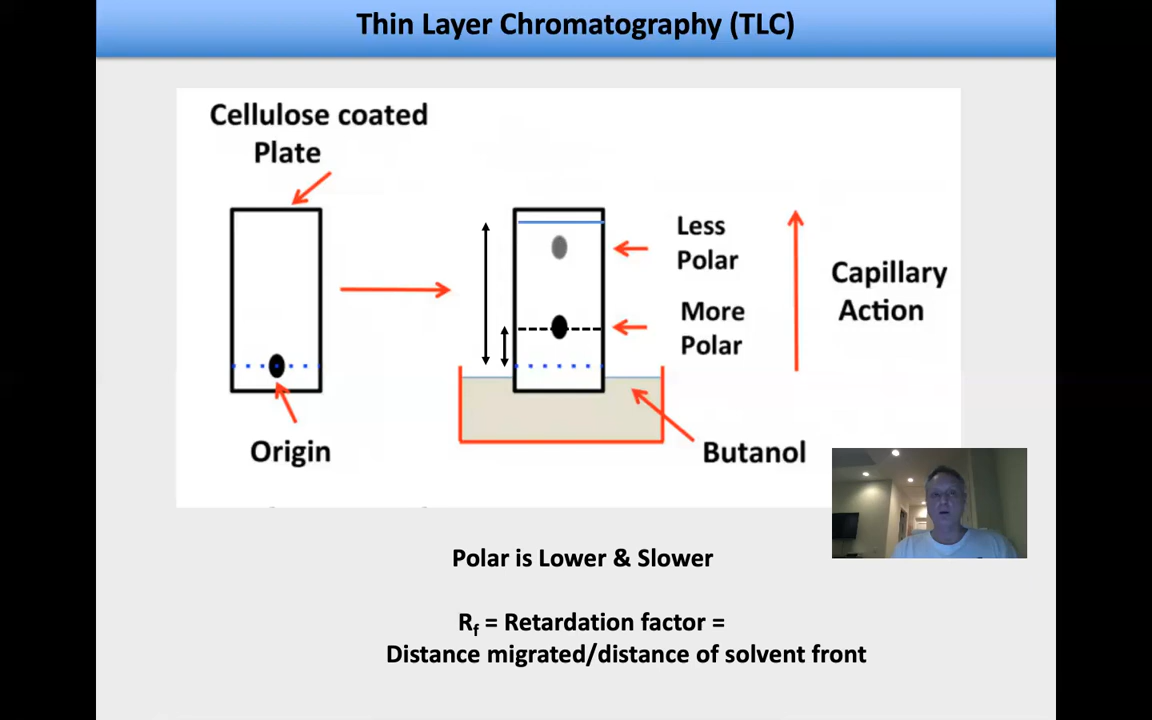 Thin Layer Chromatography (TLC)
Cellulose coated
Plate
Less
Polar
More
Polar
Capillary
Action
Origin
Butanol
Polar is Lower & Slower
Rf = Retardation factor =
Distance migrated/distance of solvent front